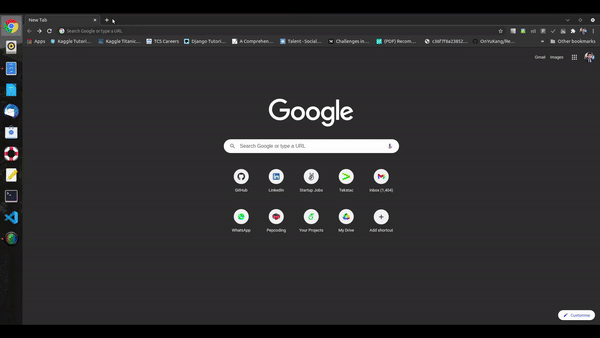 New Tab
Search Google or type a URL
Apps Kaggle Tutori... Kaggle Titanic... TCS Careers Django Tutori... A Comprehen... Talent - Social... Challenges in... (PDF) Recom... OnYuKang/Re... Other bookmarks
Gmail Images
Google
Search Google or type a URL
GitHub LinkedIn Startup Jobs Teknitac Inbox (1,404)
WhatsApp Pepcoding Your Projects My Drive Add shortcut
Customise